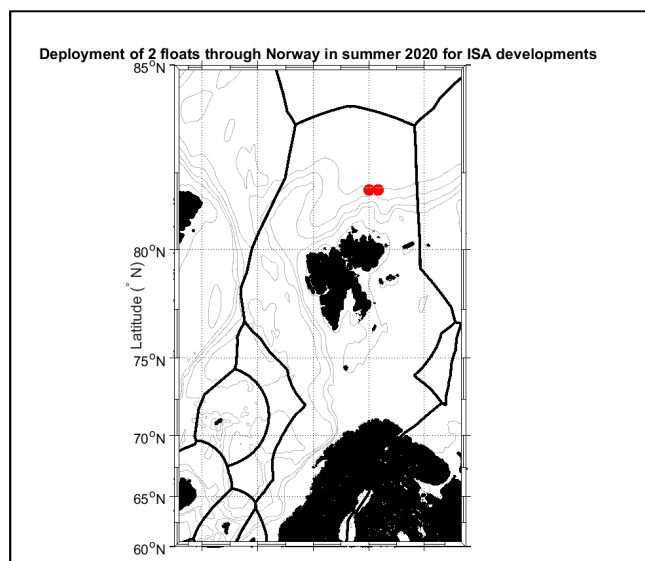 Deployment of 2 floats through Norway in summer 2020 for ISA developments
85°N
80°N
75°N
70°N
65°N
60°N
Latitude (° N)